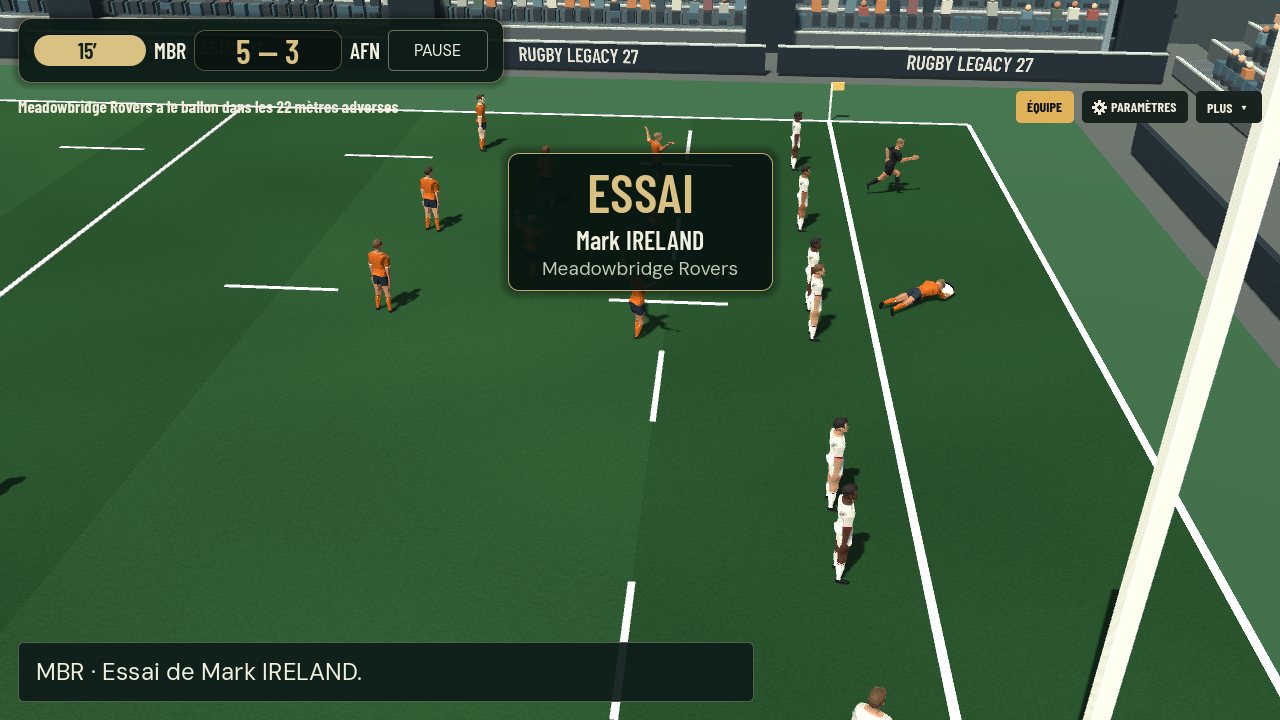 15′ MBR 5 – 3 AFN PAUSE
RUGBY LEGACY 27
RUGBY LEGACY 27
Meadowbridge Rovers a le ballon dans les 22 mètres adverses
ÉQUIPE
PARAMÈTRES
PLUS
ESSAI
Mark IRELAND
Meadowbridge Rovers
MBR · Essai de Mark IRELAND.